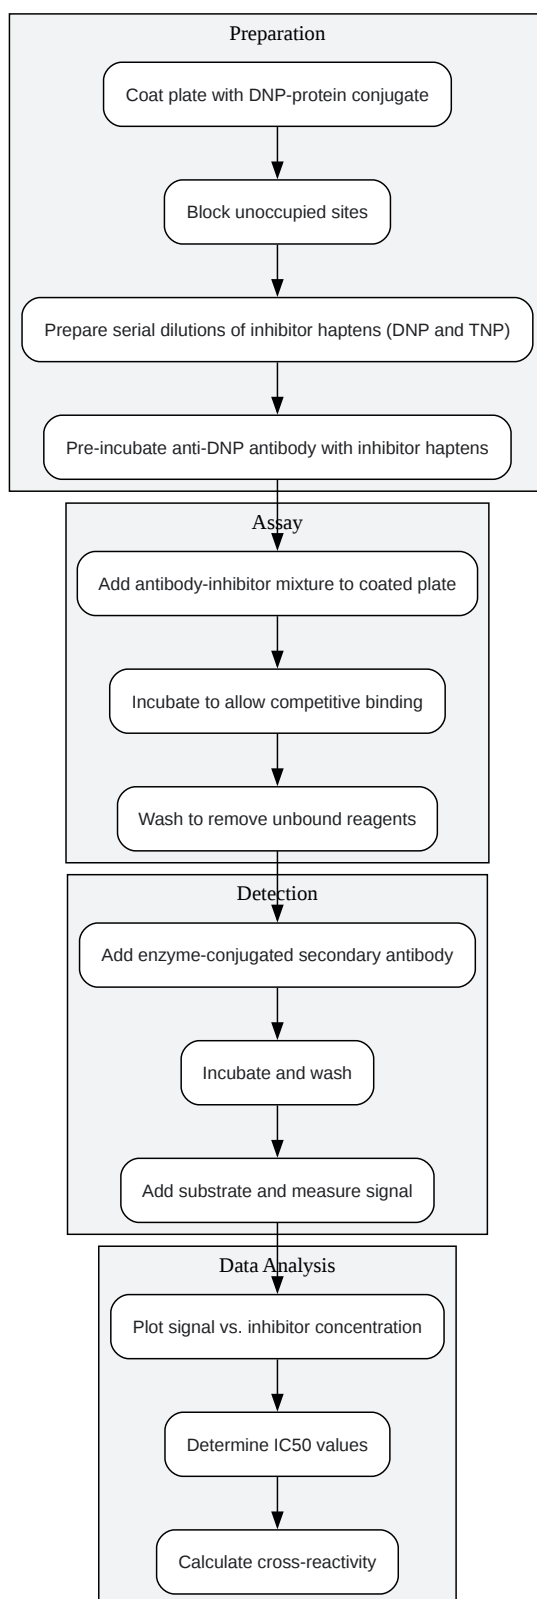 Preparation
Coat plate with DNP-protein conjugate
Block unoccupied sites
Prepare serial dilutions of inhibitor haptens (DNP and TNP)
Pre-incubate anti-DNP antibody with inhibitor haptens
Assay
Add antibody-inhibitor mixture to coated plate
Incubate to allow competitive binding
Wash to remove unbound reagents
Detection
Add enzyme-conjugated secondary antibody
Incubate and wash
Add substrate and measure signal
Data Analysis
Plot signal vs. inhibitor concentration
Determine IC50 values
Calculate cross-reactivity